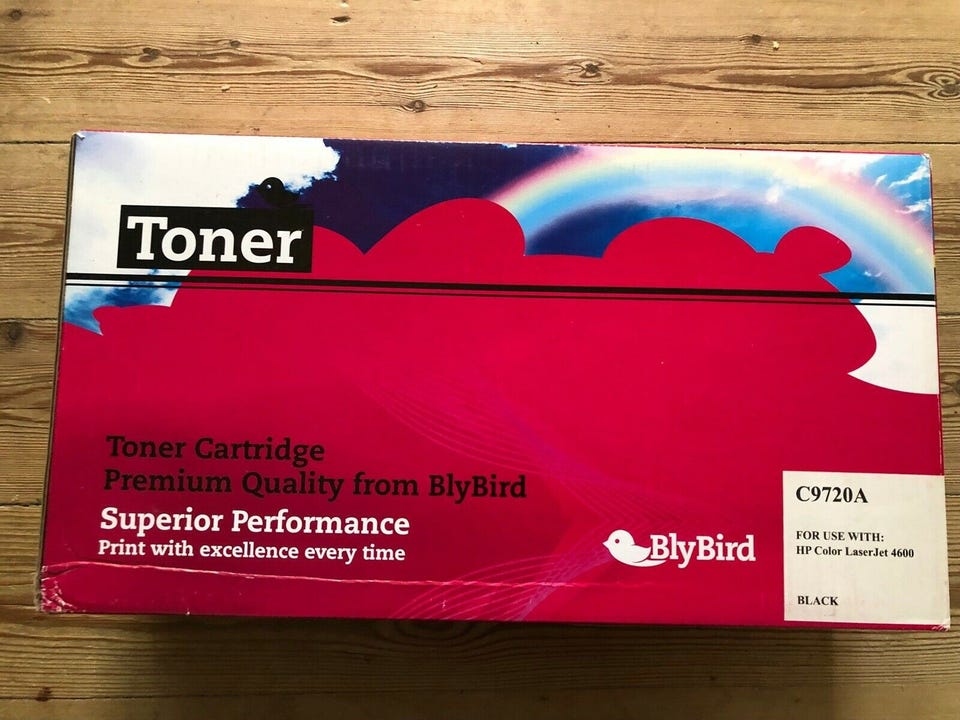 Toner
Toner Cartridge
Premium Quality from BlyBird
Superior Performance
Print with excellence every time
BlyBird
C9720A
FOR USE WITH:
HP Color LaserJet 4600
BLACK